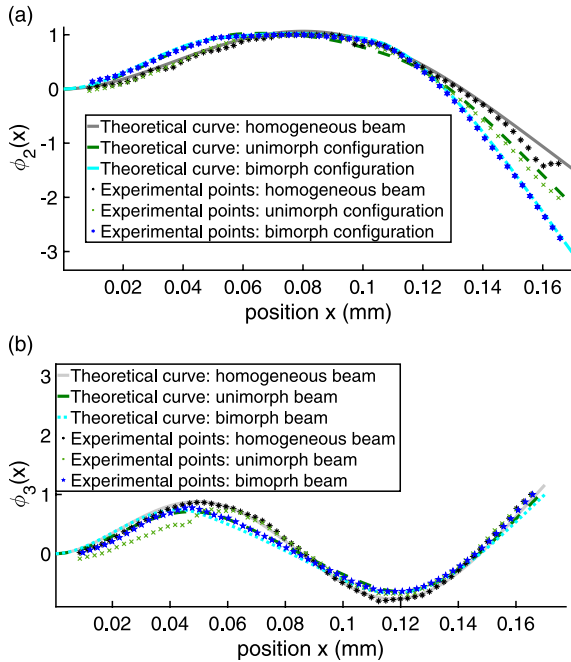 (a)
1
0
-1
-2
-3
ϕ2(x)
Theoretical curve: homogeneous beam
Theoretical curve: unimorph configuration
Theoretical curve: bimorph configuration
Experimental points: homogeneous beam
Experimental points: unimorph configuration
Experimental points: bimorph configuration
0.02 0.04 0.06 0.08 0.1 0.12 0.14 0.16
position x (mm)
(b)
3
2
1
0
ϕ3(x)
Theoretical curve: homogeneous beam
Theoretical curve: unimorph beam
Theoretical curve: bimorph beam
Experimental points: homogeneous beam
Experimental points: unimorph beam
Experimental points: bimoprh beam
0.02 0.04 0.06 0.08 0.1 0.12 0.14 0.16
position x (mm)